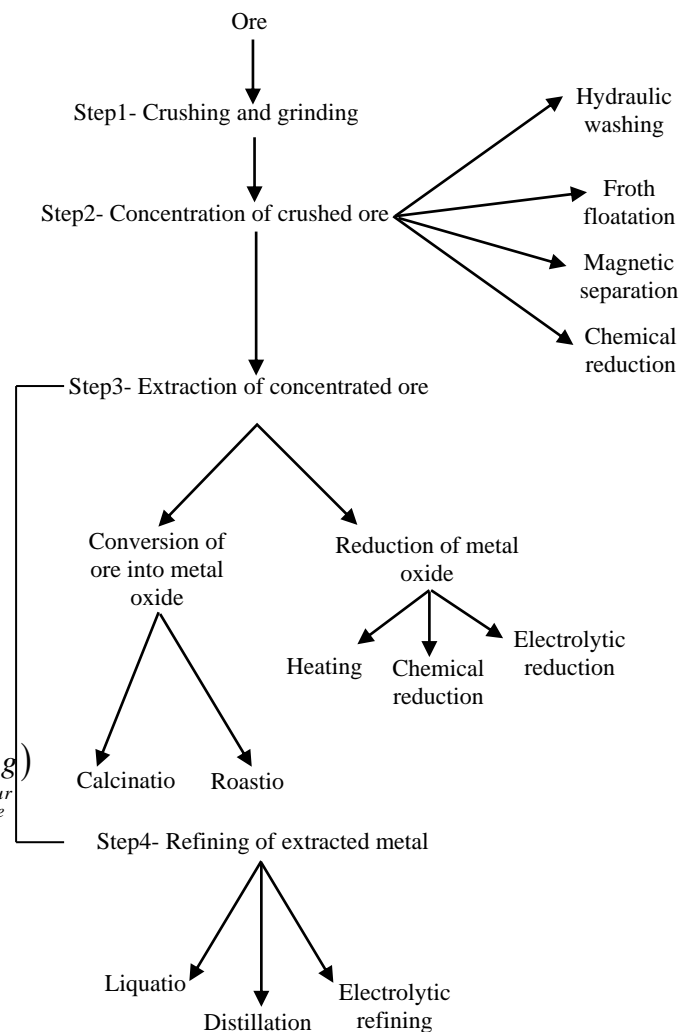 Ore
Step1- Crushing and grinding
Hydraulic
washing
Step2- Concentration of crushed ore
Froth
floatation
Magnetic
separation
Chemical
reduction
Step3- Extraction of concentrated ore
Conversion of
ore into metal
oxide
Reduction of metal
oxide
Heating
Chemical
reduction
Electrolytic
reduction
g)
ur
e
Calcinatio
Roastio
Step4- Refining of extracted metal
Liquatio
Distillation
Electrolytic
refining